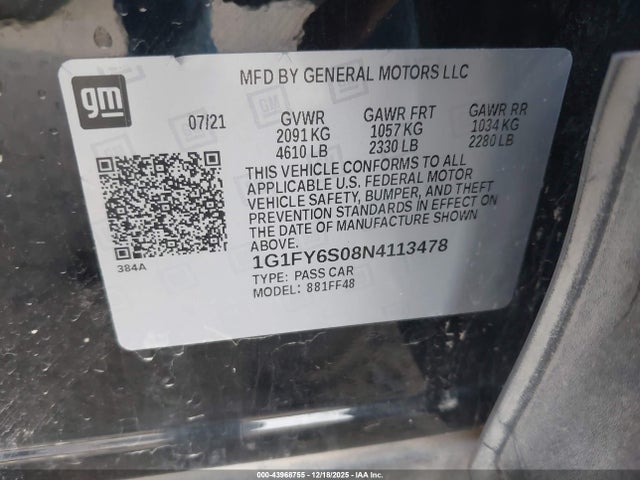 gm
MFD BY GENERAL MOTORS LLC
07/21 GVWR GAWR FRT GAWR RR
2091 KG 1057 KG 1034 KG
4610 LB 2330 LB 2280 LB
THIS VEHICLE CONFORMS TO ALL
APPLICABLE U.S. FEDERAL MOTOR
VEHICLE SAFETY, BUMPER, AND THEFT
PREVENTION STANDARDS IN EFFECT ON
THE DATE OF MANUFACTURE SHOWN
ABOVE.
384A
1G1FY6S08N4113478
TYPE: PASS CAR
MODEL: 881FF48
000-43968755 - 12/18/2025 - IAA Inc.